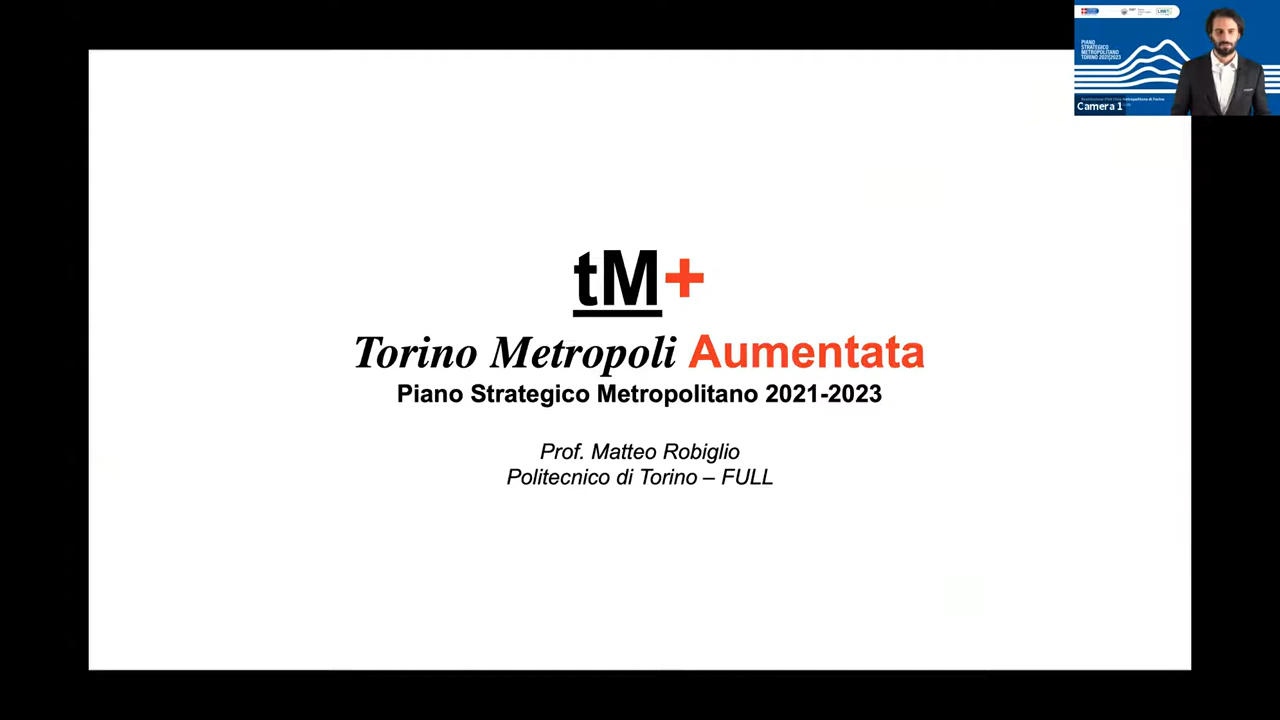 tM+
Torino Metropoli Aumentata
Piano Strategico Metropolitano 2021-2023
Prof. Matteo Robiglio
Politecnico di Torino – FULL
PIANO
STRATEGICO
METROPOLITANO
TORINO 2021|2023
Camera 1